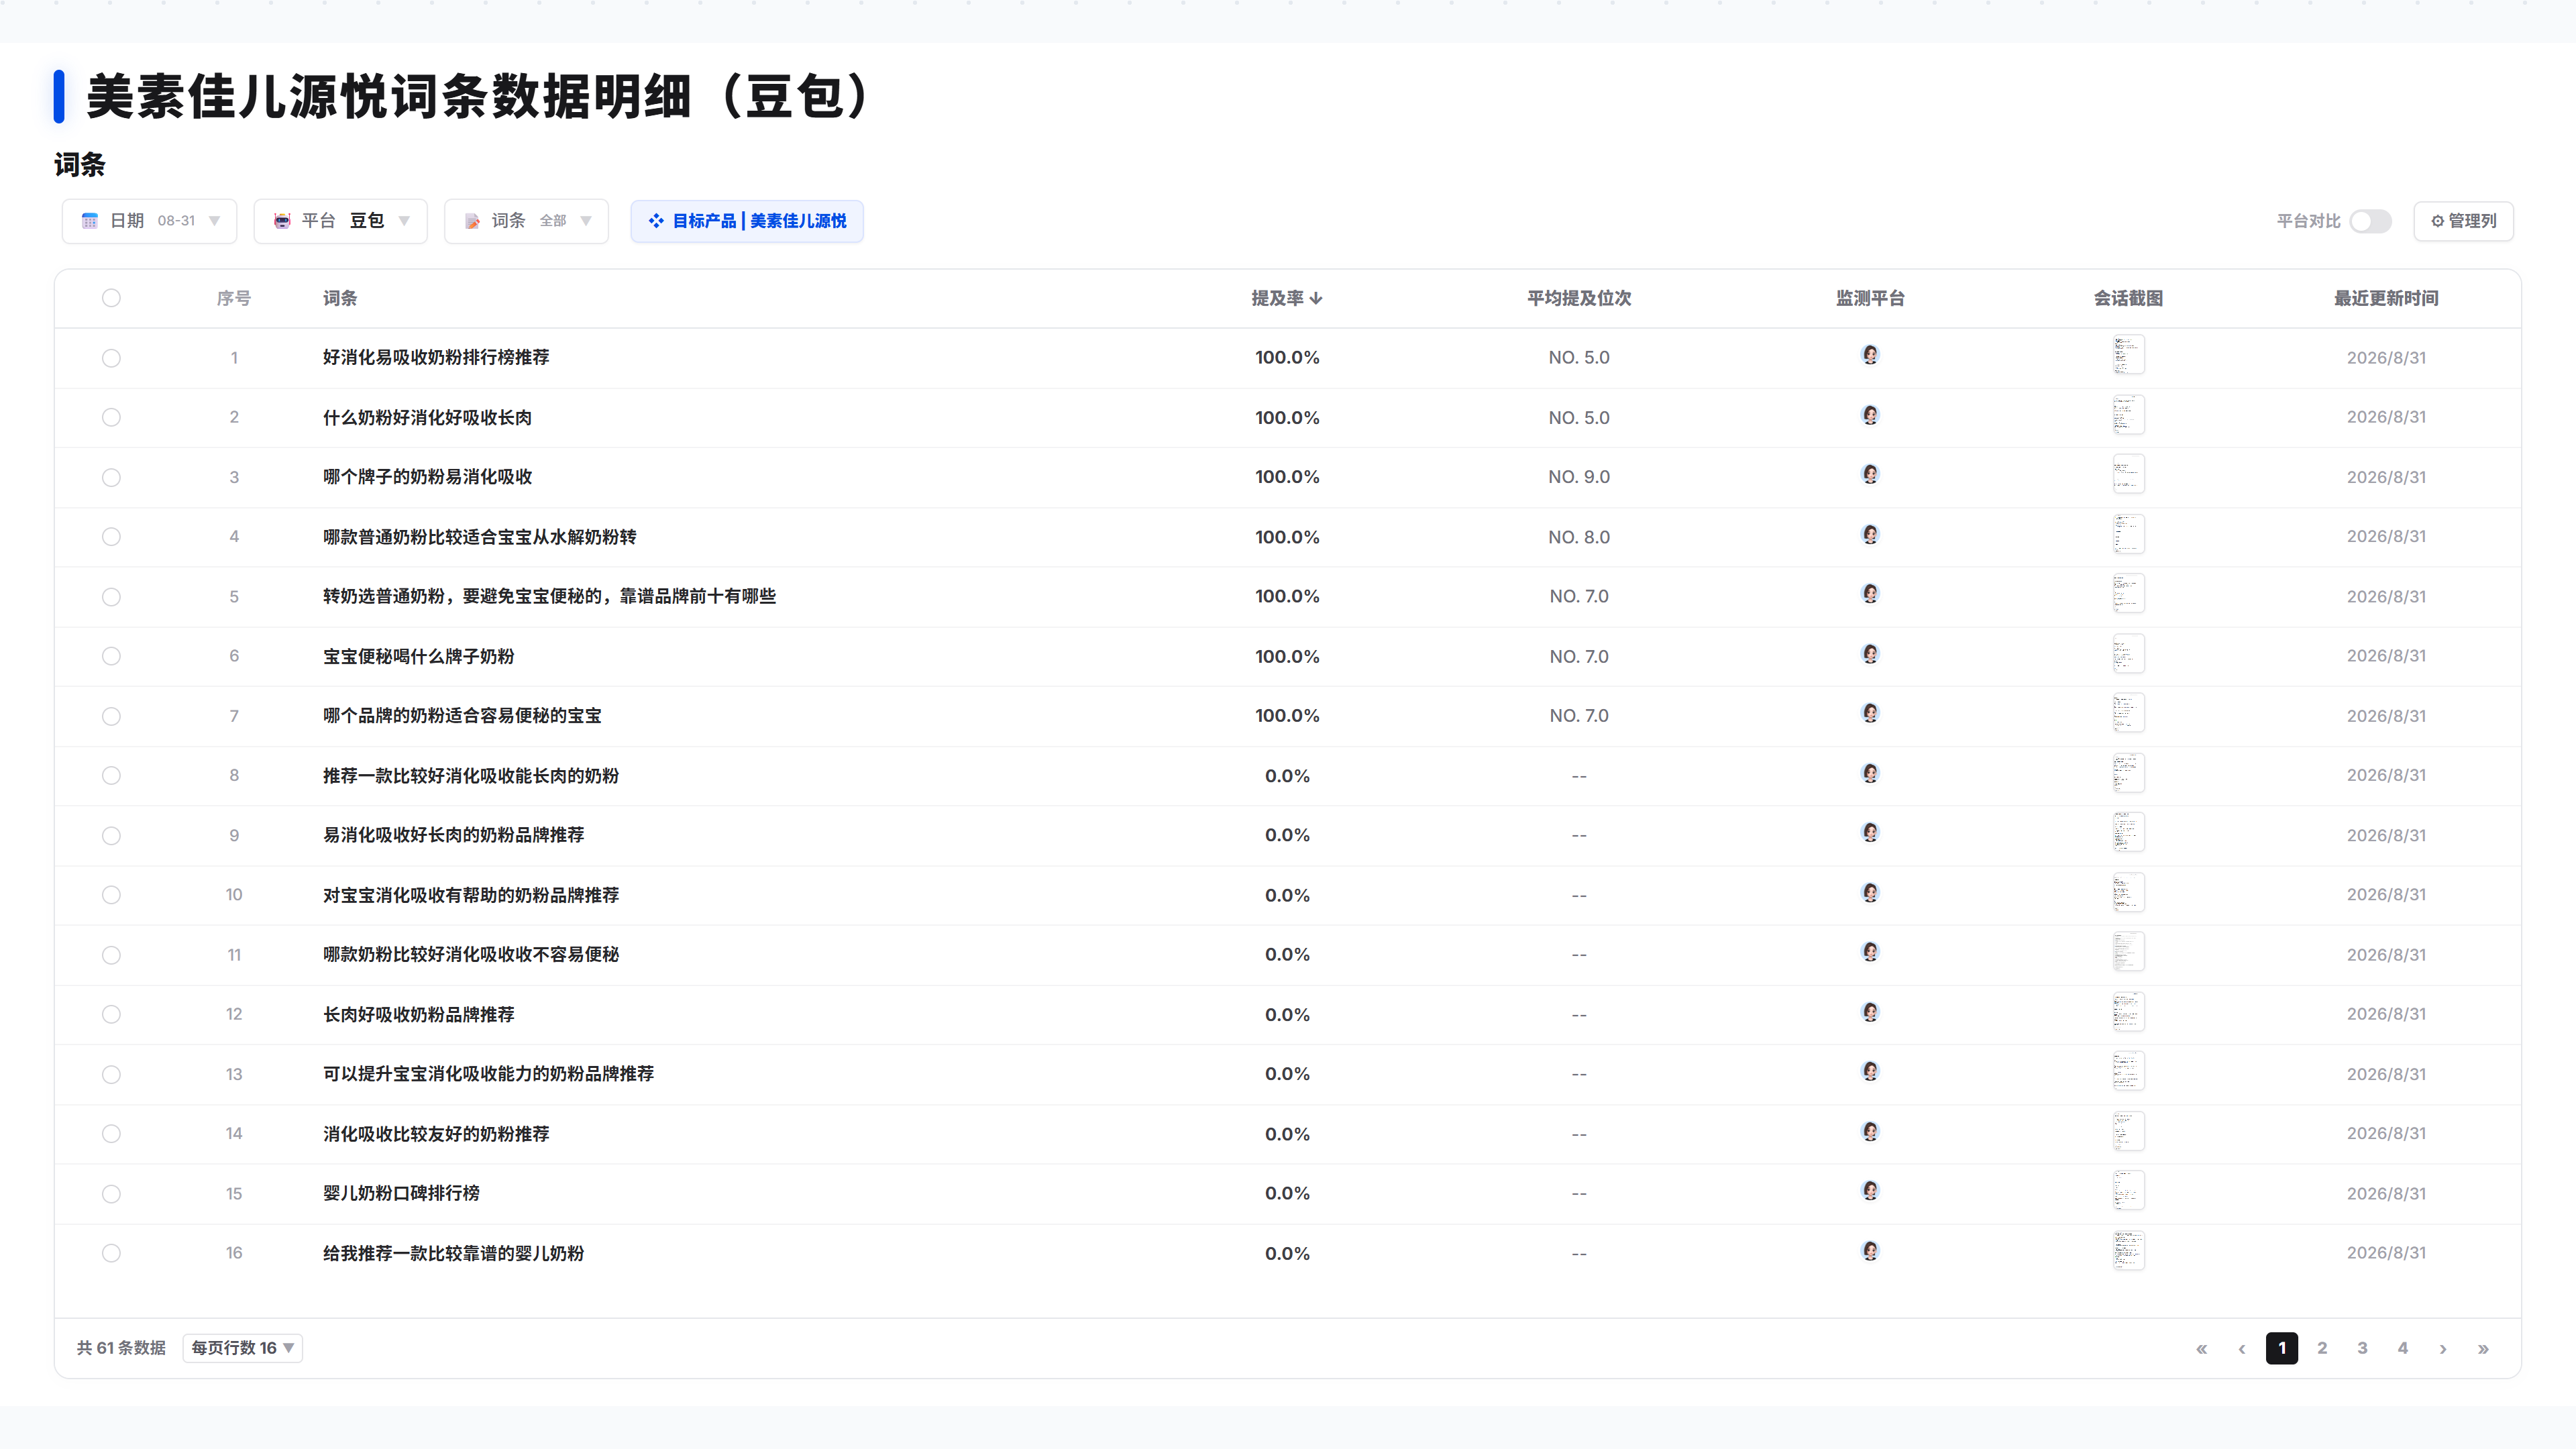 美素佳儿源悦词条数据明细（豆包）
词条
日期 08-31 ▼ 平台 豆包 ▼ 词条 全部 ▼ 目标产品 | 美素佳儿源悦 平台对比 管理列
序号 词条 提及率 ↓ 平均提及位次 监测平台 会话截图 最近更新时间
1 好消化易吸收奶粉排行榜推荐 100.0% NO. 5.0 2026/8/31
2 什么奶粉好消化好吸收长肉 100.0% NO. 5.0 2026/8/31
3 哪个牌子的奶粉易消化吸收 100.0% NO. 9.0 2026/8/31
4 哪款普通奶粉比较适合宝宝从水解奶粉转 100.0% NO. 8.0 2026/8/31
5 转奶选普通奶粉，要避免宝宝便秘的，靠谱品牌前十有哪些 100.0% NO. 7.0 2026/8/31
6 宝宝便秘喝什么牌子奶粉 100.0% NO. 7.0 2026/8/31
7 哪个品牌的奶粉适合容易便秘的宝宝 100.0% NO. 7.0 2026/8/31
8 推荐一款比较好消化吸收能长肉的奶粉 0.0% -- 2026/8/31
9 易消化吸收好长肉的奶粉品牌推荐 0.0% -- 2026/8/31
10 对宝宝消化吸收有帮助的奶粉品牌推荐 0.0% -- 2026/8/31
11 哪款奶粉比较好消化吸收收不容易便秘 0.0% -- 2026/8/31
12 长肉好吸收奶粉品牌推荐 0.0% -- 2026/8/31
13 可以提升宝宝消化吸收能力的奶粉品牌推荐 0.0% -- 2026/8/31
14 消化吸收比较友好的奶粉推荐 0.0% -- 2026/8/31
15 婴儿奶粉口碑排行榜 0.0% -- 2026/8/31
16 给我推荐一款比较靠谱的婴儿奶粉 0.0% -- 2026/8/31
共 61 条数据 每页行数 16 ▼ « ‹ 1 2 3 4 › »